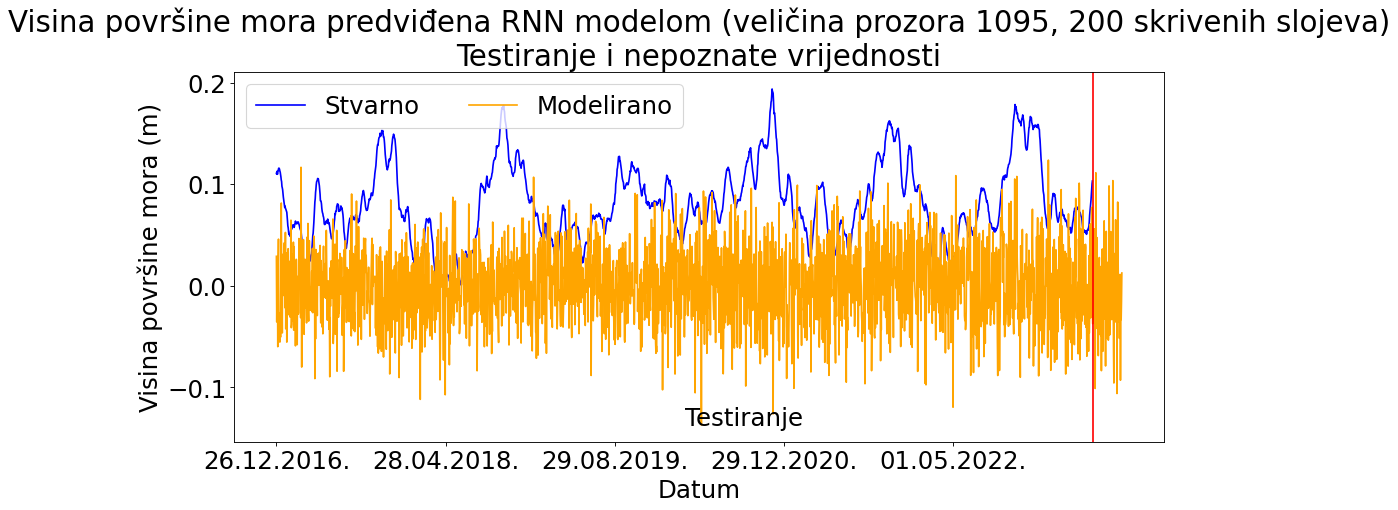 Visina površine mora predviđena RNN modelom (veličina prozora 1095, 200 skrivenih slojeva)
Testiranje i nepoznate vrijednosti
Stvarno Modelirano
Visina površine mora (m)
0.2
0.1
0.0
−0.1
Testiranje
26.12.2016. 28.04.2018. 29.08.2019. 29.12.2020. 01.05.2022.
Datum